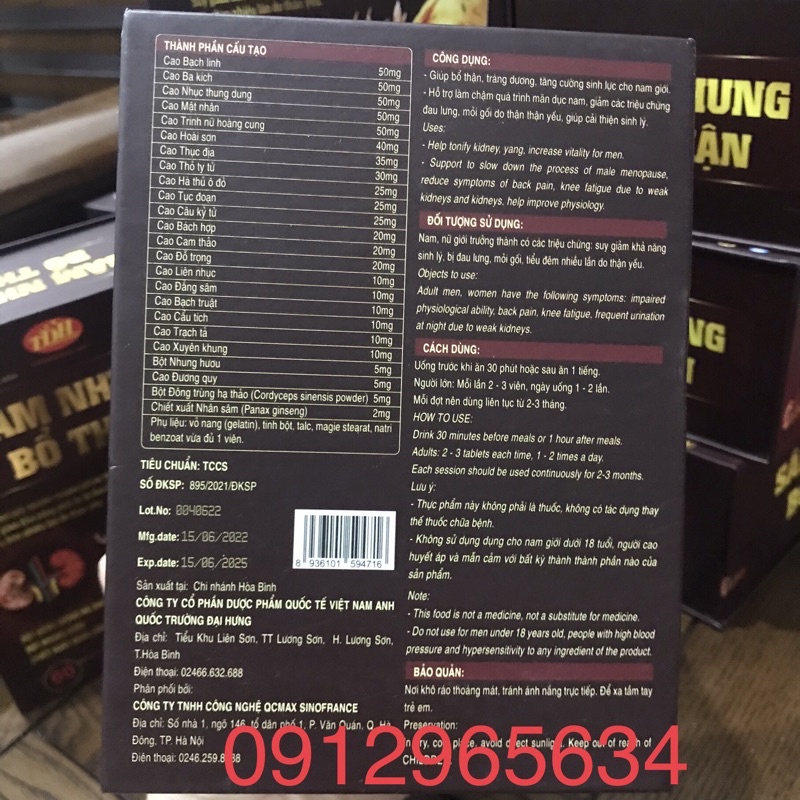 THÀNH PHẦN CẤU TẠO
Cao Bạch linh 50mg
Cao Ba kích 50mg
Cao Nhục thung dung 50mg
Cao Mát nhân 50mg
Cao Trinh nữ hoàng cung 50mg
Cao Hoài sơn 40mg
Cao Thục địa 35mg
Cao Thỏ ty tử 30mg
Cao Hà thủ ô đỏ 25mg
Cao Tục đoạn 25mg
Cao Câu kỷ tử 25mg
Cao Bách hợp 20mg
Cao Cam thảo 20mg
Cao Đỗ trọng 20mg
Cao Liên nhục 10mg
Cao Đẳng sâm 10mg
Cao Bạch truật 10mg
Cao Cẩu tích 10mg
Cao Trạch tả 10mg
Cao Xuyên khung 10mg
Bột Nhung hươu 5mg
Cao Đương quy 5mg
Bột Đông trùng hạ thảo (Cordyceps sinensis powder) 5mg
Chiết xuất Nhân sâm (Panax ginseng) 2mg
Phụ liệu: vỏ nang (gelatin), tinh bột, talc, magie stearat, natri
benzoat vừa đủ 1 viên.
TIÊU CHUẨN: TCCS
SỐ ĐKSP: 895/2021/ĐKSP
Lot.No: 0040622
Mfg.date: 15/06/2022
Exp.date: 15/06/2025
8 936101 594716
Sản xuất tại: Chi nhánh Hòa Bình
CÔNG TY CỔ PHẦN DƯỢC PHẨM QUỐC TẾ VIỆT NAM ANH
QUỐC TRƯỜNG ĐẠI HƯNG
Địa chỉ: Tiểu Khu Liên Sơn, TT Lương Sơn, H. Lương Sơn,
T.Hòa Bình
Điện thoại: 02466.632.688
Phân phối bởi:
CÔNG TY TNHH CÔNG NGHỆ QCMAX SINOFRANCE
Địa chỉ: Số nhà 1, ngõ 146, tổ dân phố 1, P. Văn Quán, Q. Hà
Đông, TP. Hà Nội
Điện thoại:
CÔNG DỤNG:
- Giúp bổ thận, tráng dương, tăng cường sinh lực cho nam giới.
- Hỗ trợ làm chậm quá trình mãn dục nam, giảm các triệu chứng
đau lưng, mỏi gối do thận thận yếu, giúp cải thiện sinh lý.
Uses:
- Help tonify kidney, yang, increase vitality for men.
- Support to slow down the process of male menopause,
reduce symptoms of back pain, knee fatigue due to weak
kidneys and kidneys, help improve physiology.
ĐỐI TƯỢNG SỬ DỤNG:
Nam, nữ giới trưởng thành có các triệu chứng: suy giảm khả năng
sinh lý, bị đau lưng, mỏi gối, tiểu đêm nhiều lần do thận yếu.
Objects to use:
Adult men, women have the following symptoms: impaired
physiological ability, back pain, knee fatigue, frequent urination
at night due to weak kidneys.
CÁCH DÙNG:
Uống trước khi ăn 30 phút hoặc sau ăn 1 tiếng.
Người lớn: Mỗi lần 2 - 3 viên, ngày uống 1 - 2 lần.
Mỗi đợt nên dùng liên tục từ 2-3 tháng.
HOW TO USE:
Drink 30 minutes before meals or 1 hour after meals.
Adults: 2 - 3 tablets each time, 1 - 2 times a day.
Each session should be used continuously for 2-3 months.
Lưu ý:
- Thực phẩm này không phải là thuốc, không có tác dụng thay
thế thuốc chữa bệnh.
- Không sử dụng dụng cho nam giới dưới 18 tuổi, người cao
huyết áp và mẫn cảm với bất kỳ thành thành phần nào của
sản phẩm.
Note:
- This food is not a medicine, not a substitute for medicine.
- Do not use for men under 18 years old, people with high blood
pressure and hypersensitivity to any ingredient of the product.
BẢO QUẢN:
Nơi khô ráo thoáng mát, tránh ánh nắng trực tiếp. Để xa tầm tay
trẻ em.
Preservation:
place, avoid direct sunlight. Keep out of reach of
0912965634
TDH